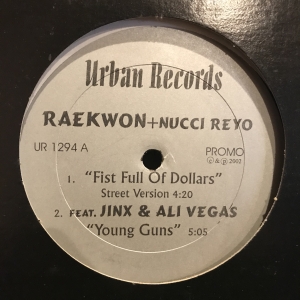 Urban Records
RAEKWON+NUCCI REYO
UR 1294 A
PROMO
© & ℗ 2002
1. "Fist Full Of Dollars"
Street Version 4:20
2. FEAT. JINX & ALI VEGAS
"Young Guns" 5:05